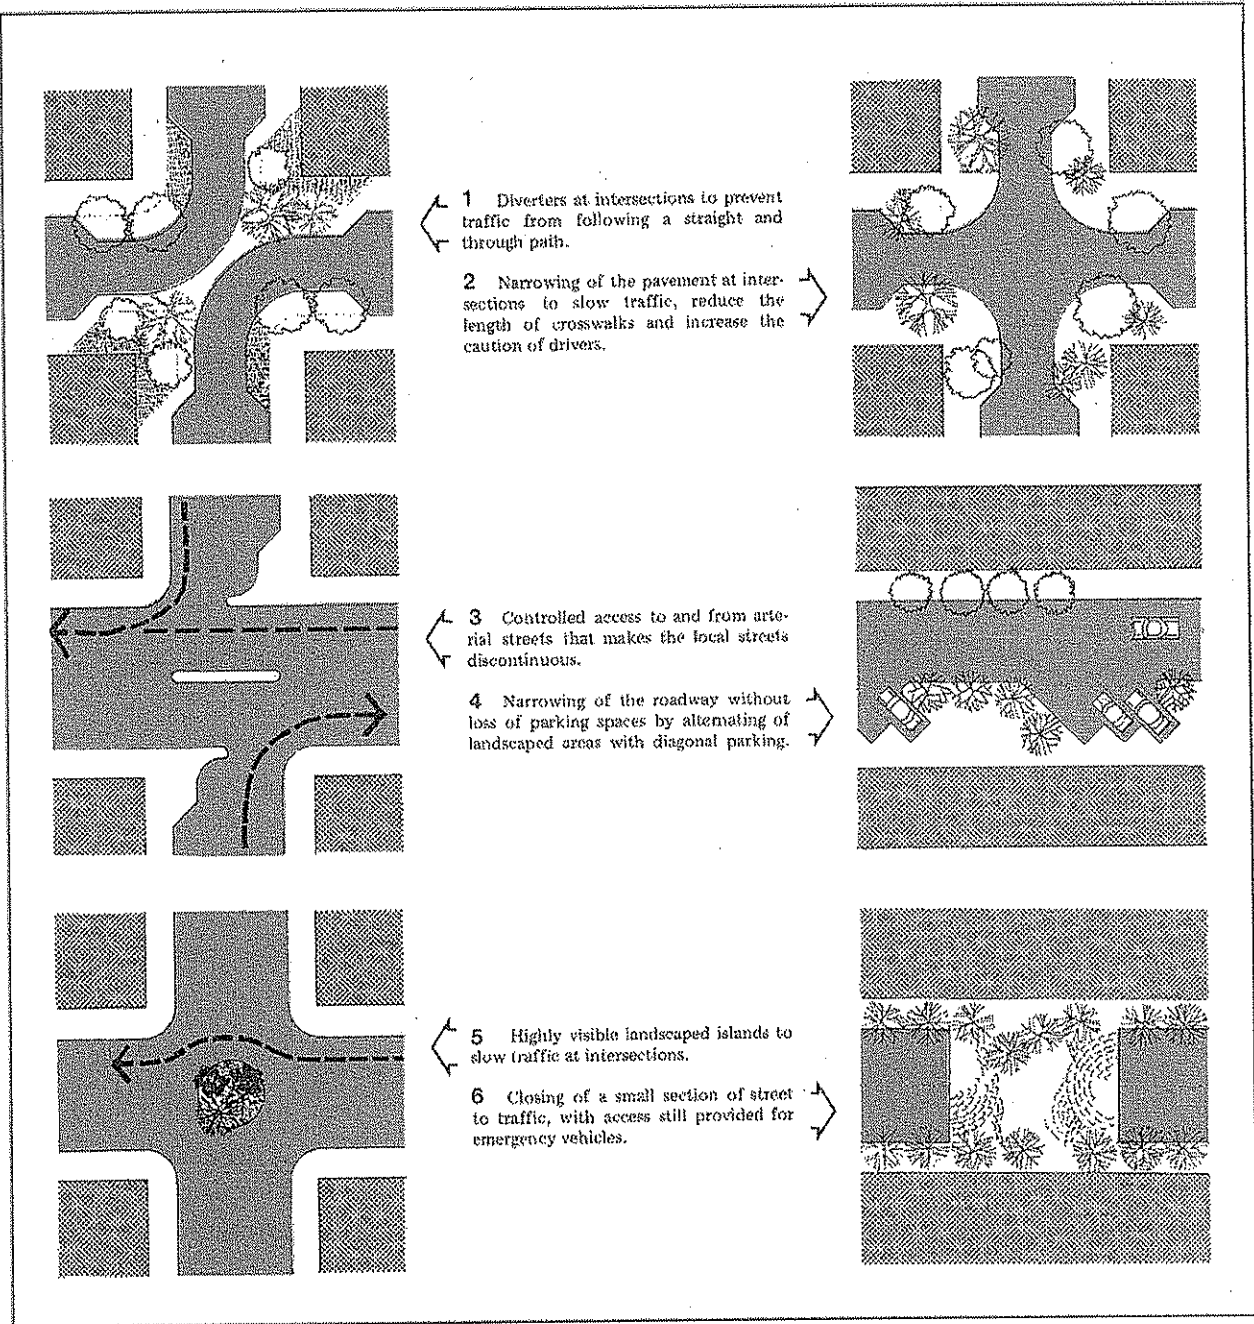 1 Diverters at intersections to prevent
traffic from following a straight and
through path.
2 Narrowing of the pavement at inter-
sections to slow traffic, reduce the
length of crosswalks and increase the
caution of drivers.
3 Controlled access to and from arte-
rial streets that makes the local streets
discontinuous.
4 Narrowing of the roadway without
loss of parking spaces by alternating of
landscaped areas with diagonal parking.
5 Highly visible landscaped islands to
slow traffic at intersections.
6 Closing of a small section of street
to traffic, with access still provided for
emergency vehicles.